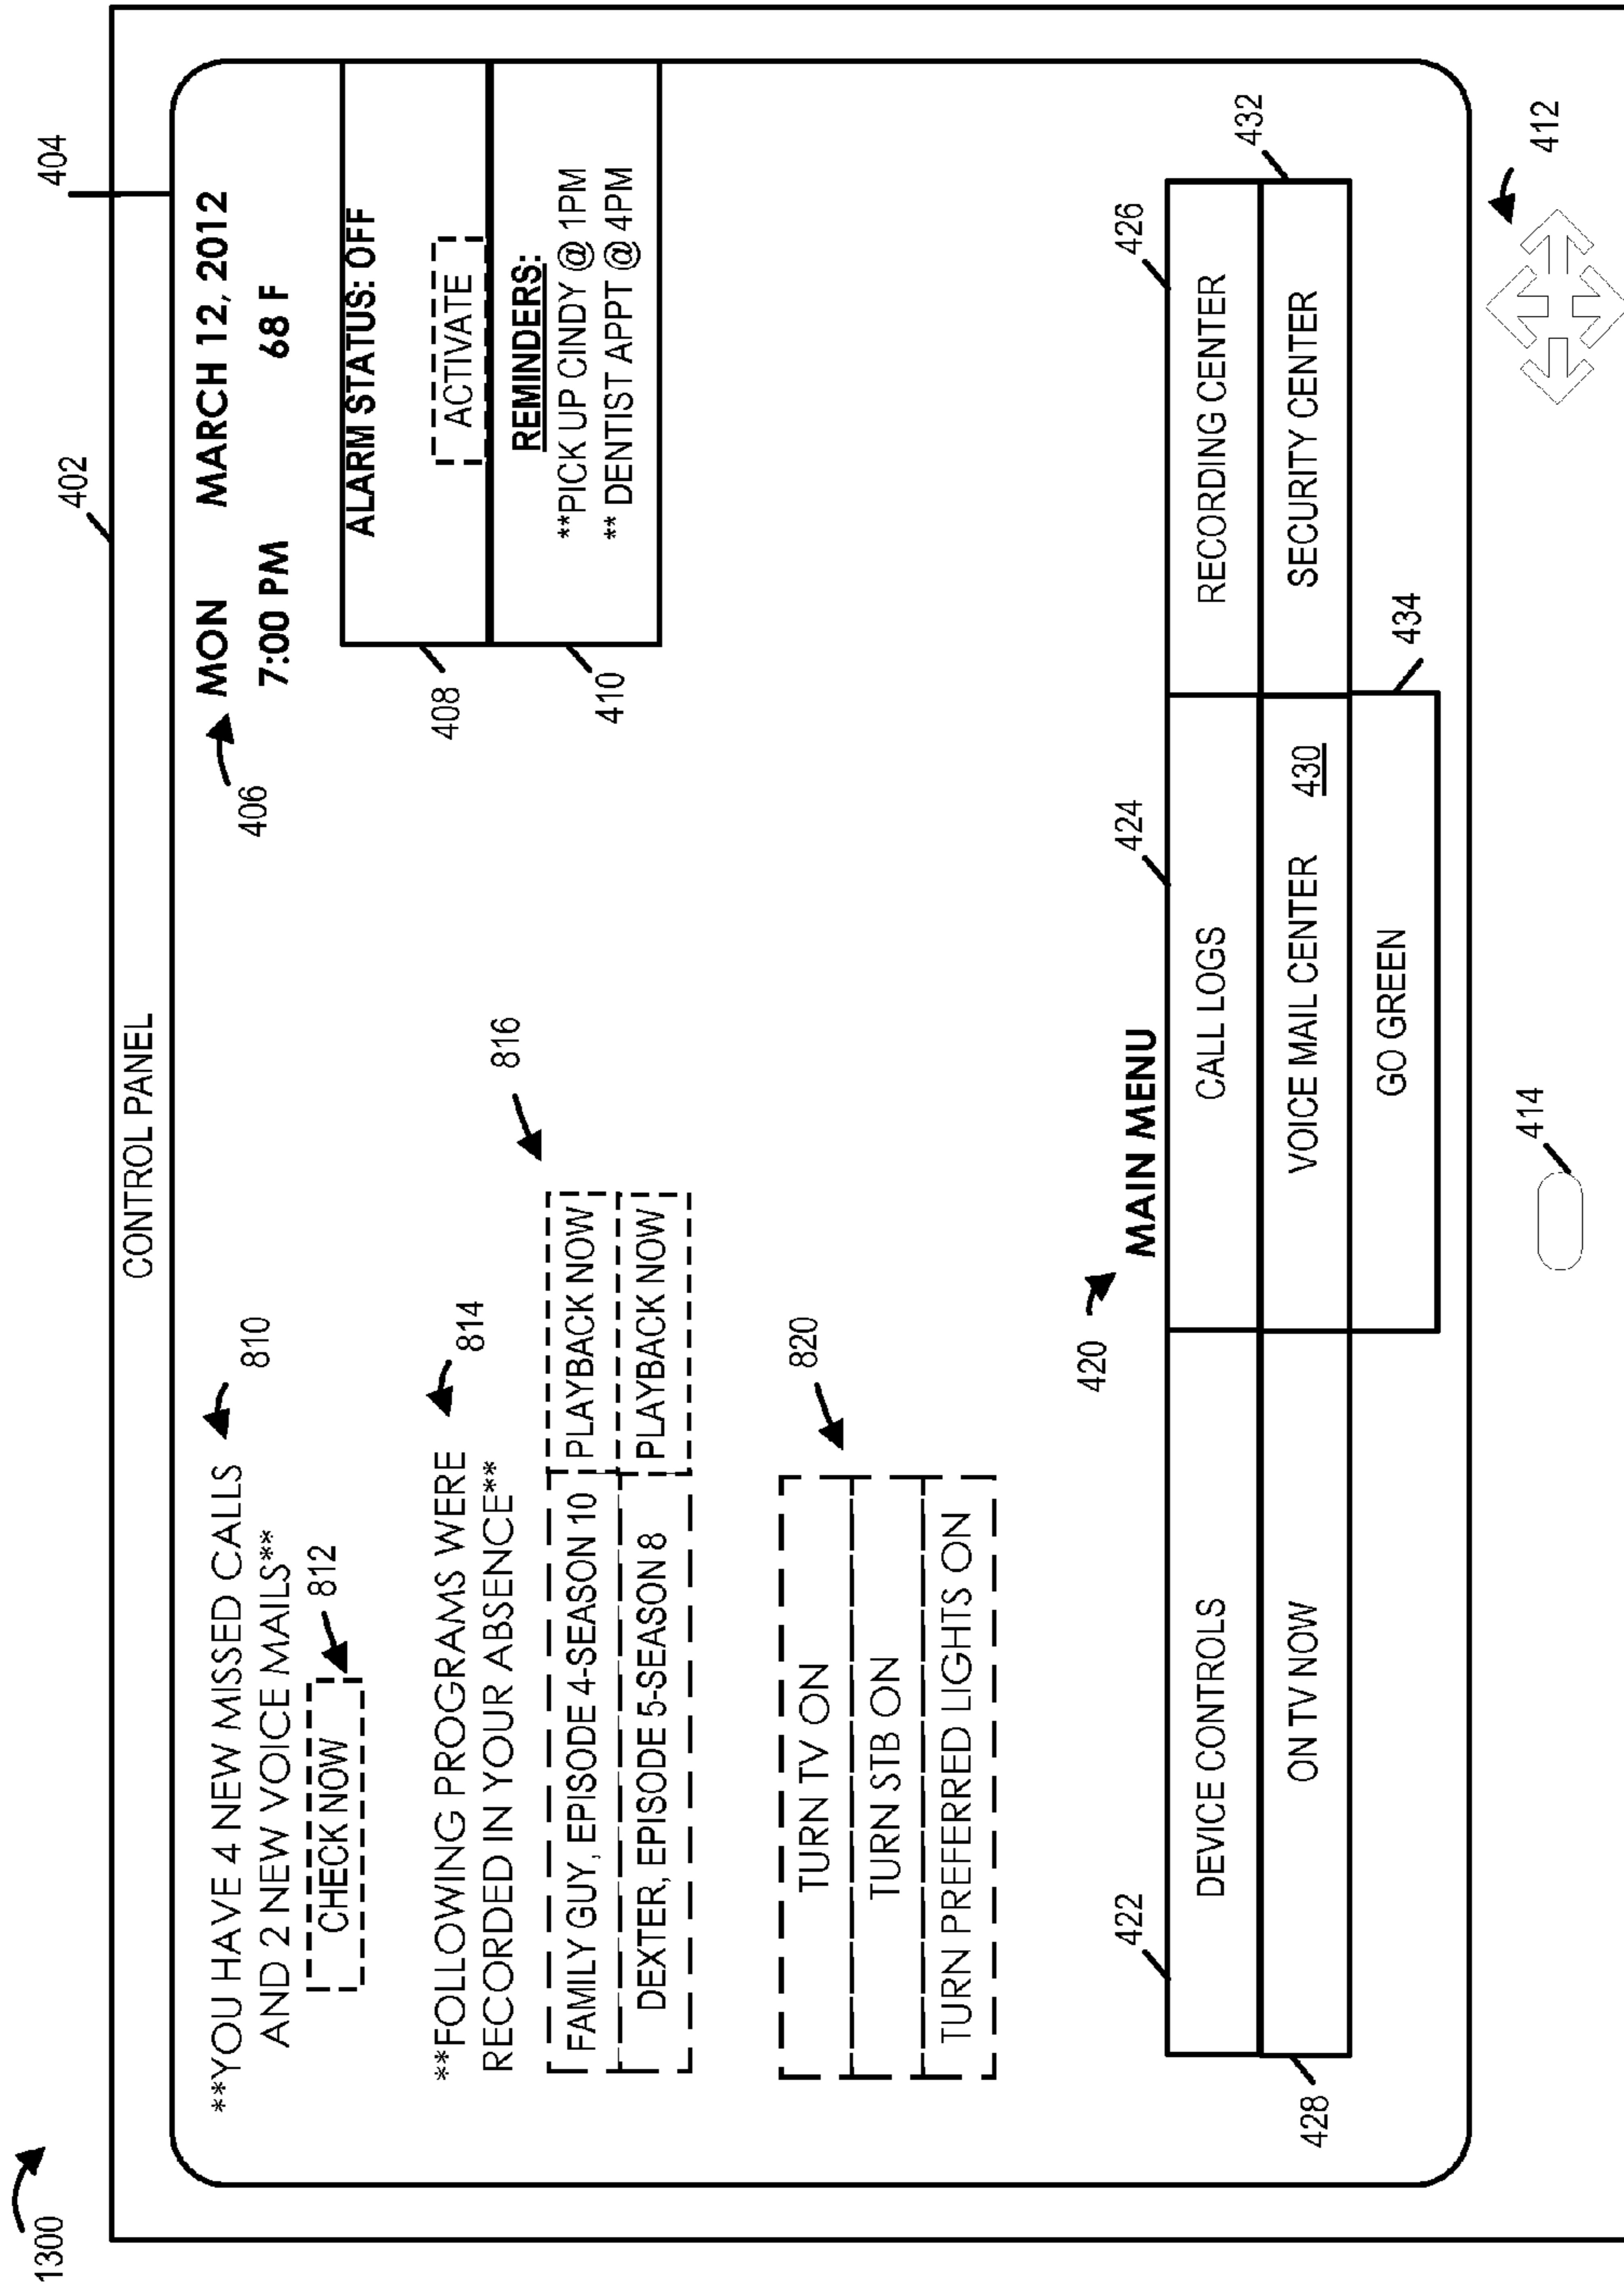 1300
402
404
CONTROL PANEL
**YOU HAVE 4 NEW MISSED CALLS
AND 2 NEW VOICE MAILS**
810
CHECK NOW
812
406
MON MARCH 12, 2012
7:00 PM 68 F
408
ALARM STATUS: OFF
ACTIVATE
410
REMINDERS:
**PICK UP CINDY @ 1PM
** DENTIST APPT @ 4PM
**FOLLOWING PROGRAMS WERE
RECORDED IN YOUR ABSENCE**
814
816
FAMILY GUY, EPISODE 4-SEASON 10 PLAYBACK NOW
DEXTER, EPISODE 5-SEASON 8 PLAYBACK NOW
820
TURN TV ON
TURN STB ON
TURN PREFERRED LIGHTS ON
420
MAIN MENU
422
424
426
DEVICE CONTROLS CALL LOGS RECORDING CENTER
ON TV NOW VOICE MAIL CENTER 430 SECURITY CENTER
428
432
GO GREEN
434
414
412